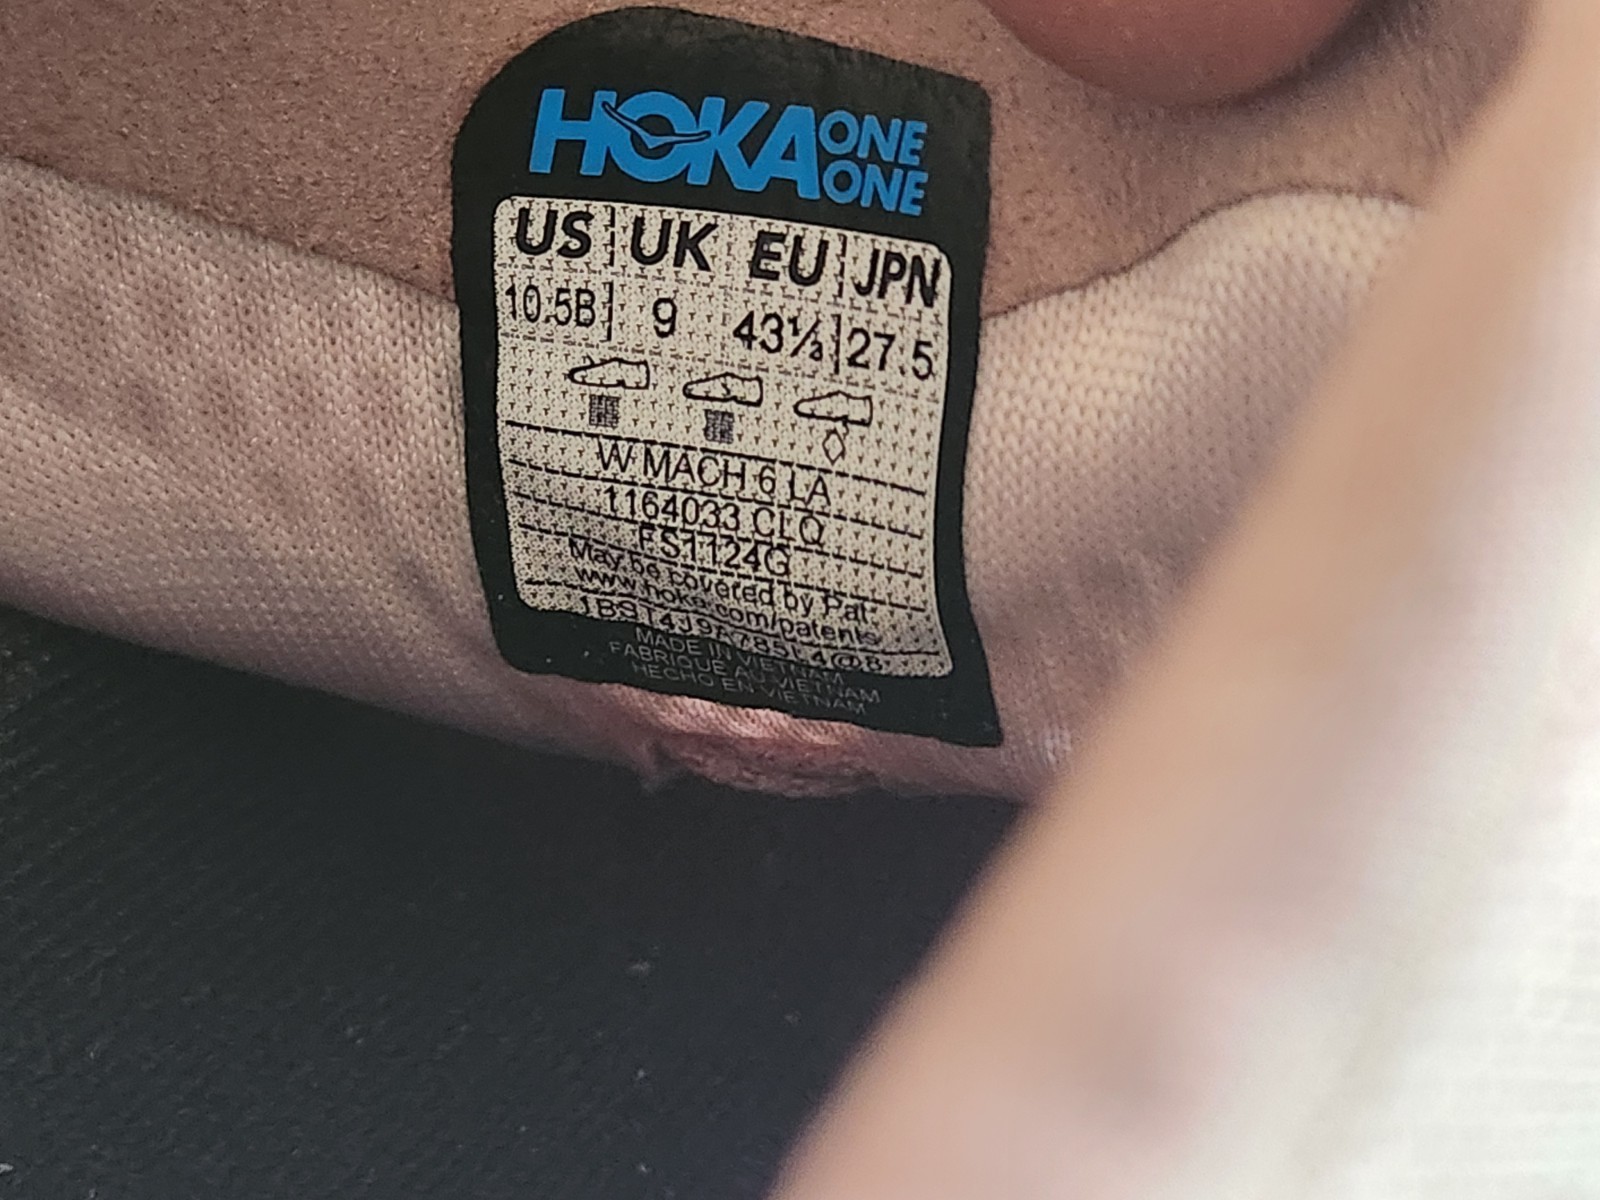 HOKA ONE ONE
US UK EU JPN
10.5B 9 43⅓ 27.5
W MACH 6 LA
1164033 CLQ
FS1124G
May be covered by Pat.
www.hoka.com/patents
MADE IN VIETNAM
FABRIQUE AU VIETNAM
HECHO EN VIETNAM